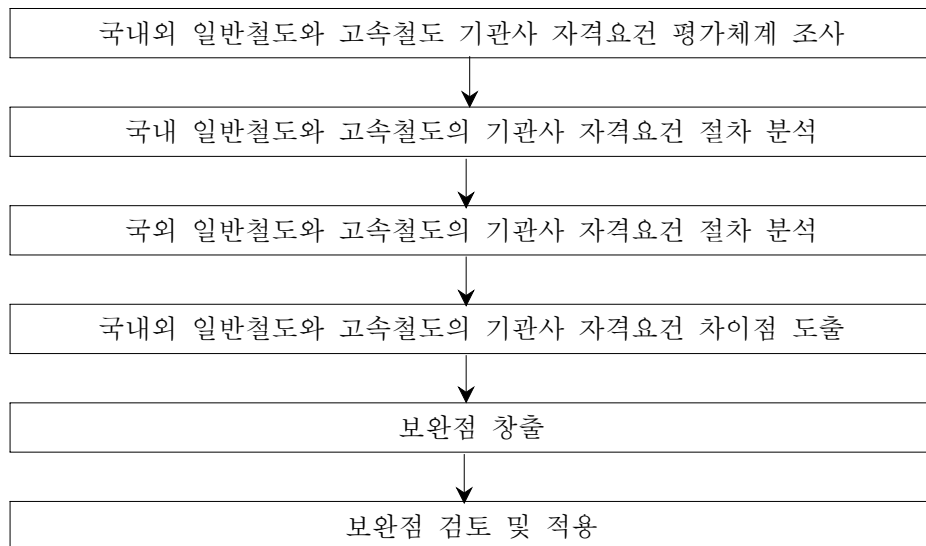 국내외 일반철도와 고속철도 기관사 자격요건 평가체계 조사
국내 일반철도와 고속철도의 기관사 자격요건 절차 분석
국외 일반철도와 고속철도의 기관사 자격요건 절차 분석
국내외 일반철도와 고속철도의 기관사 자격요건 차이점 도출
보완점 창출
보완점 검토 및 적용